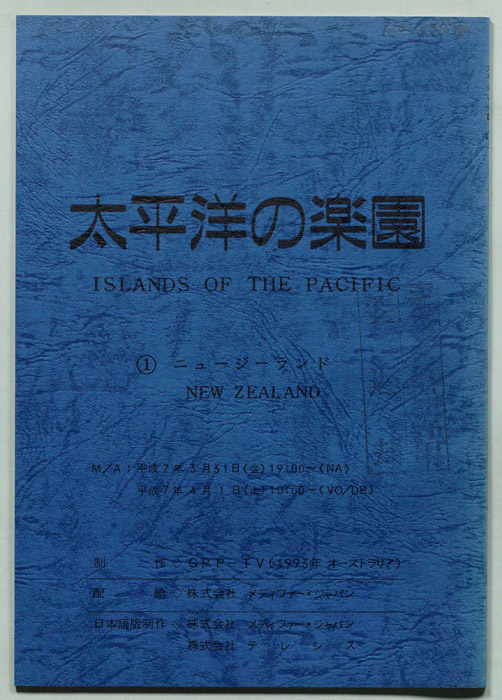 太平洋の楽園
ISLANDS OF THE PACIFIC
① ニュージーランド
NEW ZEALAND
M/A：平成7年3月31日(金)19:00〜(NA)
平成7年4月1日(土)10:00〜(VO/DB)
制作：GRP-TV(1993年 オーストラリア)
配給：株式会社 メディファー・ジャパン
日本語版制作：株式会社 メディファー・ジャパン
株式会社 テレシス